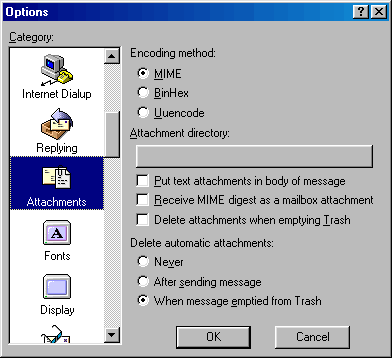 Options
Category:
Internet Dialup
Replying
Attachments
Fonts
Display
Encoding method:
MIME
BinHex
Uuencode
Attachment directory:
Put text attachments in body of message
Receive MIME digest as a mailbox attachment
Delete attachments when emptying Trash
Delete automatic attachments:
Never
After sending message
When message emptied from Trash
OK
Cancel